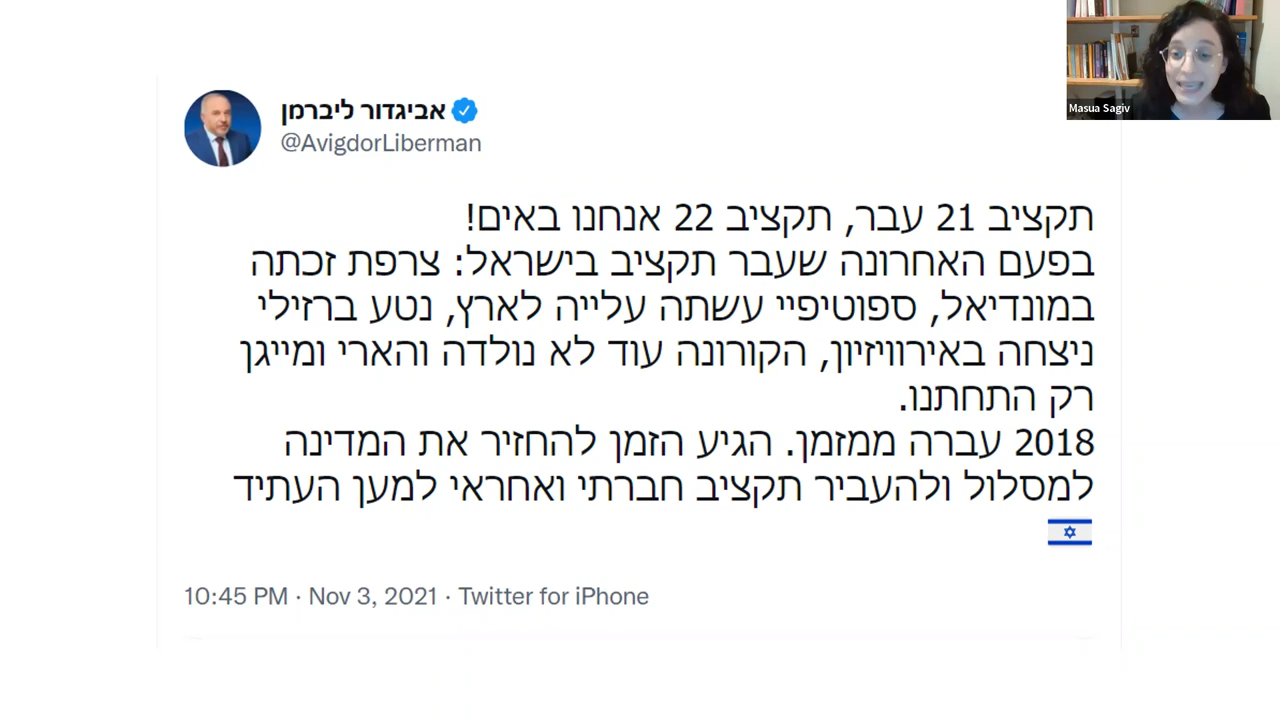 Masua Sagiv
אביגדור ליברמן
@AvigdorLiberman
תקציב 21 עבר, תקציב 22 אנחנו באים!
בפעם האחרונה שעבר תקציב בישראל: צרפת זכתה
במונדיאל, ספוטיפיי עשתה עלייה לארץ, נטע ברזילי
ניצחה באירוויזיון, הקורונה עוד לא נולדה והארי ומייגן
רק התחתנו.
2018 עברה ממזמן. הגיע הזמן להחזיר את המדינה
למסלול ולהעביר תקציב חברתי ואחראי למען העתיד
🇮🇱
10:45 PM · Nov 3, 2021 · Twitter for iPhone